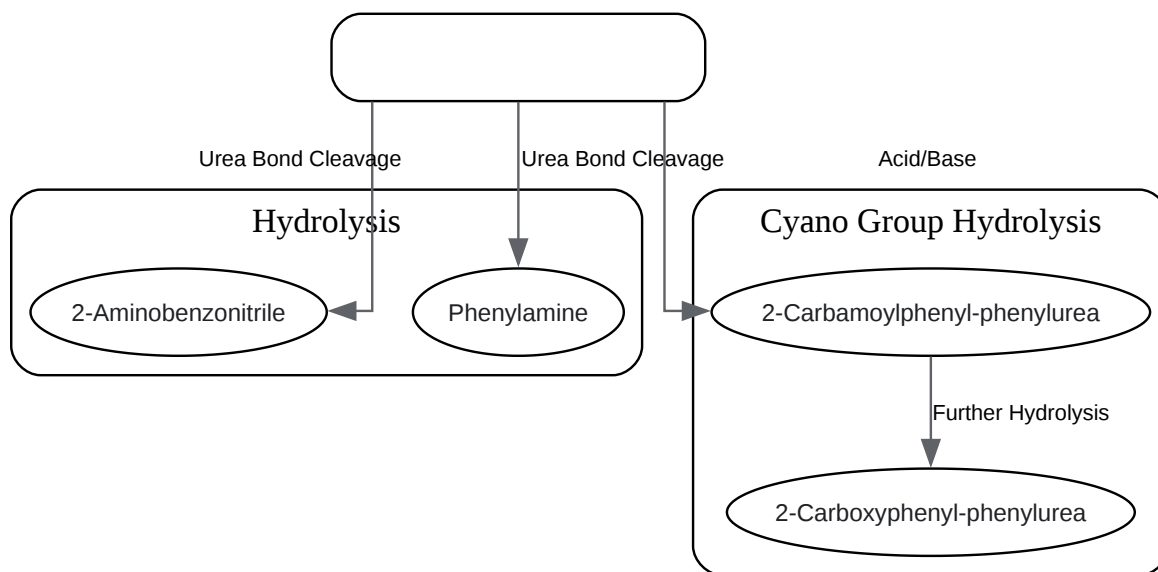 Urea Bond Cleavage
Urea Bond Cleavage
Acid/Base
Hydrolysis
Cyano Group Hydrolysis
2-Aminobenzonitrile
Phenylamine
2-Carbamoylphenyl-phenylurea
Further Hydrolysis
2-Carboxyphenyl-phenylurea